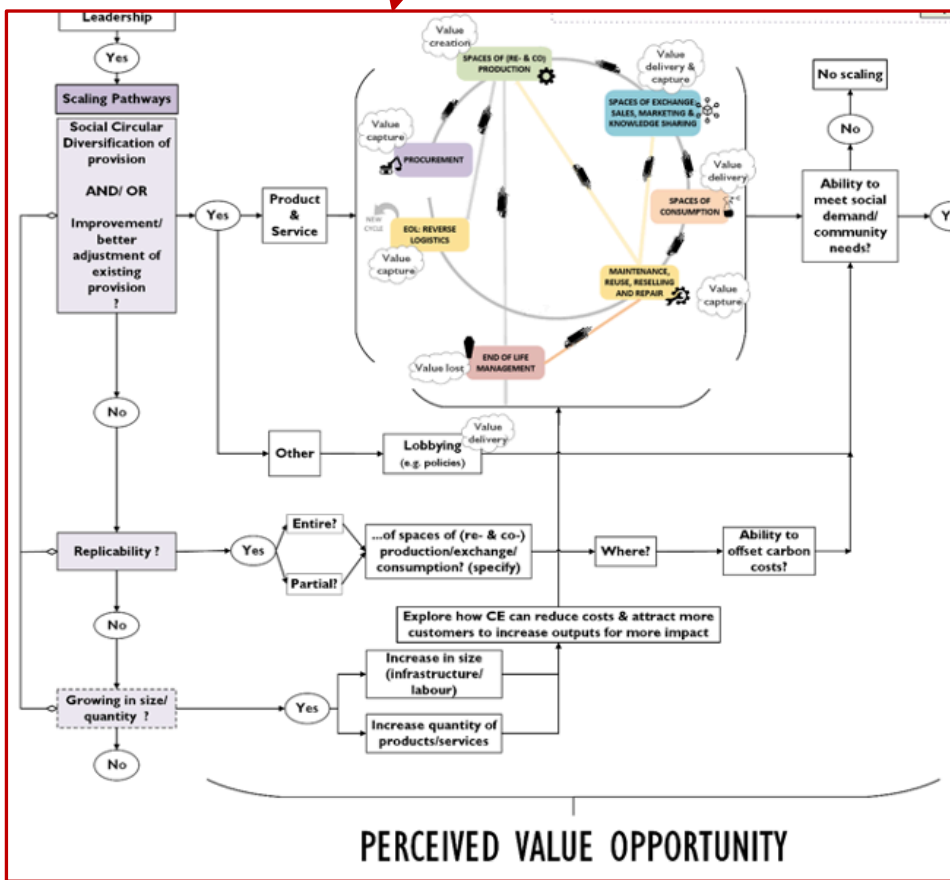 Leadership
Yes
Scaling Pathways
Social Circular
Diversification of
provision
AND/ OR
Improvement/
better
adjustment of
existing
provision
?
Yes
Product
&
Service
Value
creation
SPACES OF (RE- & CO)
PRODUCTION
Value
delivery &
capture
SPACES OF EXCHANGE:
SALES, MARKETING &
KNOWLEDGE SHARING
Value
capture
PROCUREMENT
Value
delivery
SPACES OF
CONSUMPTION
NEW
CYCLE
EOL: REVERSE
LOGISTICS
Value
capture
MAINTENANCE,
REUSE, RESELLING
AND REPAIR
Value
capture
END OF LIFE
MANAGEMENT
Value lost
No scaling
No
Ability to
meet social
demand/
community
needs?
No
Other
Lobbying
(e.g. policies)
Value
delivery
Replicability ?
Yes
Entire?
Partial?
...of spaces of (re- & co-)
production/exchange/
consumption? (specify)
Where?
Ability to
offset carbon
costs?
No
Explore how CE can reduce costs & attract more
customers to increase outputs for more impact
Growing in size/
quantity ?
Yes
Increase in size
(infrastructure/
labour)
Increase quantity of
products/services
No
PERCEIVED VALUE OPPORTUNITY